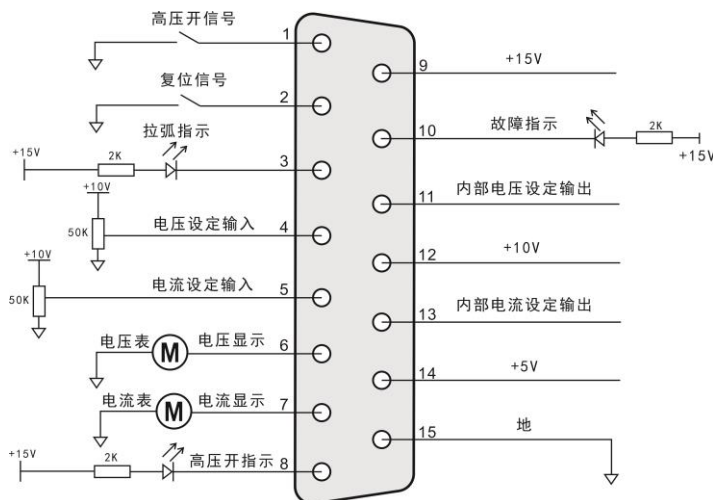 高压开信号
1
复位信号
2
拉弧指示
+15V
2K
3
+10V
电压设定输入
50K
4
+10V
电流设定输入
50K
5
电压表
M
电压显示
6
电流表
M
电流显示
7
+15V
2K
高压开指示
8
9
+15V
10
故障指示
2K
+15V
11
内部电压设定输出
12
+10V
13
内部电流设定输出
14
+5V
15
地